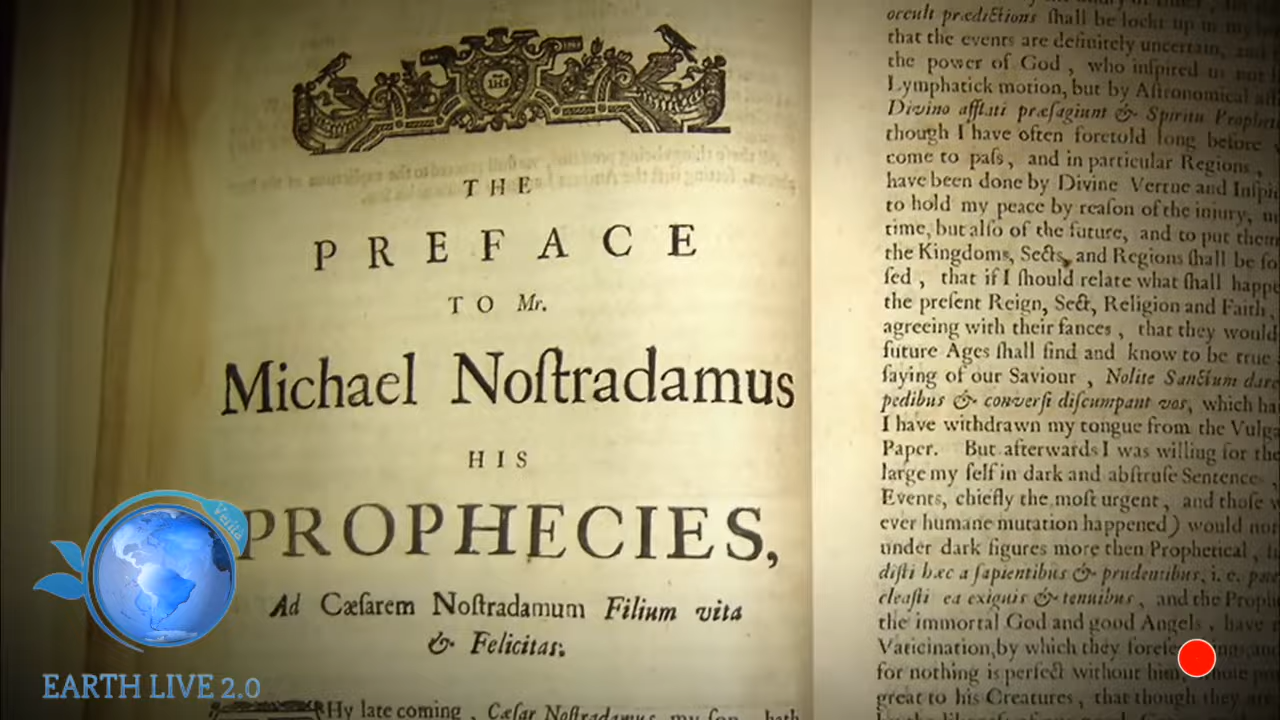 IHS
THE
PREFACE
TO Mr.
Michael Noſtradamus
HIS
PROPHECIES,
Ad Cæſarem Noſtradamum Filium vita
& Felicitas.
Hy late coming, Cæſar Noſtradamus my ſon, hath
occult prædictions ſhall be lockt up in
that the events are definitely uncertain,
the power of God, who inſpired us not
Lymphatick motion, but by Aſtronomical
Divino afflati præſagiunt & Spiritu
though I have often foretold long before
come to paſs, and in particular Regions,
have been done by Divine Vertue and
to hold my peace by reaſon of the injury,
time, but alſo of the future, and to put them
the Kingdoms, Sects, and Regions ſhall be ſo
ſed, that if I ſhould relate what ſhall
the preſent Reign, Sect, Religion and Faith,
agreeing with their fances, that they would
future Ages ſhall find and know to be true
ſaying of our Saviour, Nolite Sanctum
pedibus & converſi diſcumpant vos, which
I have withdrawn my tongue from the
Paper. But afterwards I was willing for the
large my ſelf in dark and abſtruſe Sentence
Events, chiefly the moſt urgent, and thoſe
ever humane mutation happened) would
under dark figures more then Prophetical,
diſti hæc a ſapientibus & prudentibus, i. e.
cleaſti ea exiguis & tenuibus, and the
the immortal God and good Angels, have
Vaticination, by which they foreſee
for nothing is perfect without him,
great to his Creatures, that though they are
Verità
EARTH LIVE 2.0